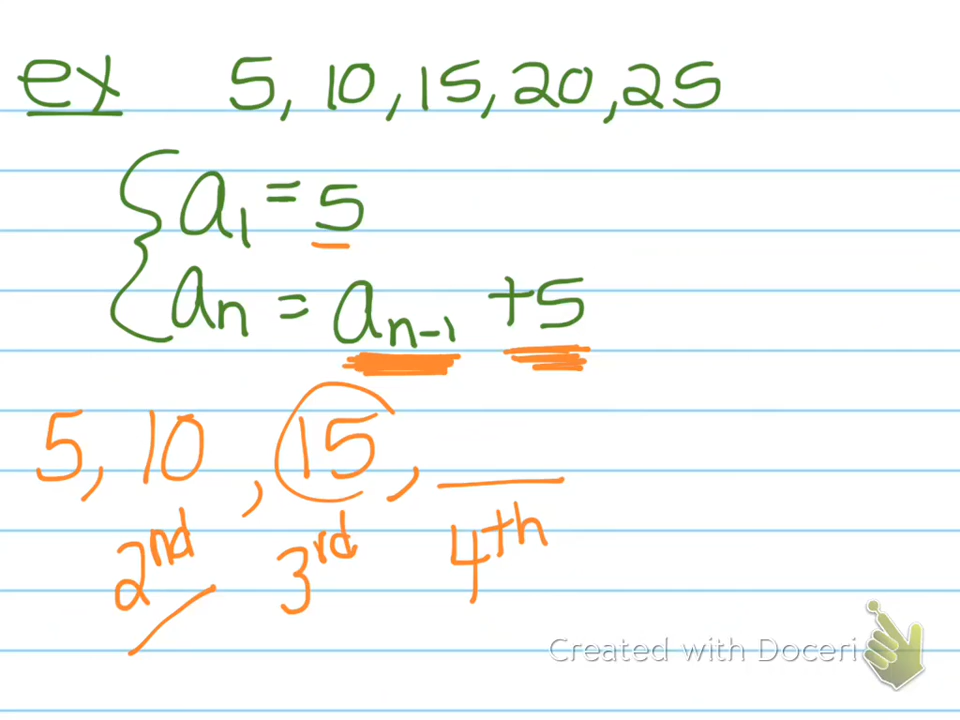 ex 5, 10, 15, 20, 25
{ a₁ = 5
aₙ = aₙ₋₁ +5
5, 10, 15, ___
2nd 3rd 4th
Created with Doceri